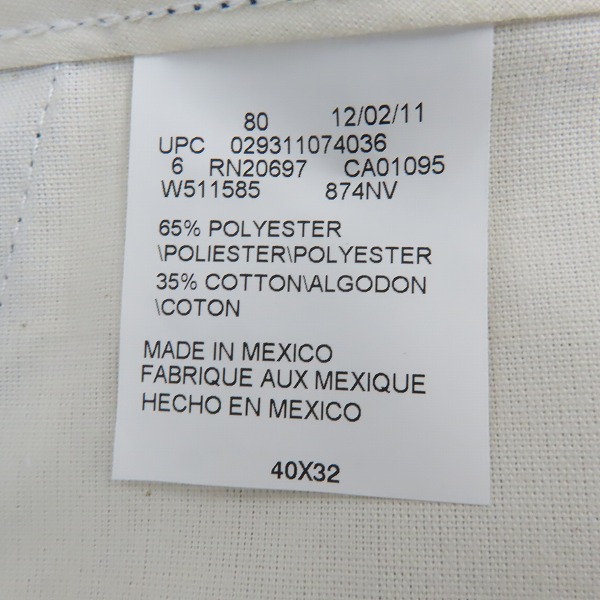 80 12/02/11
UPC 029311074036
6 RN20697 CA01095
W511585 874NV
65% POLYESTER
\POLIESTER\POLYESTER
35% COTTON\ALGODON
\COTON
MADE IN MEXICO
FABRIQUE AUX MEXIQUE
HECHO EN MEXICO
40X32